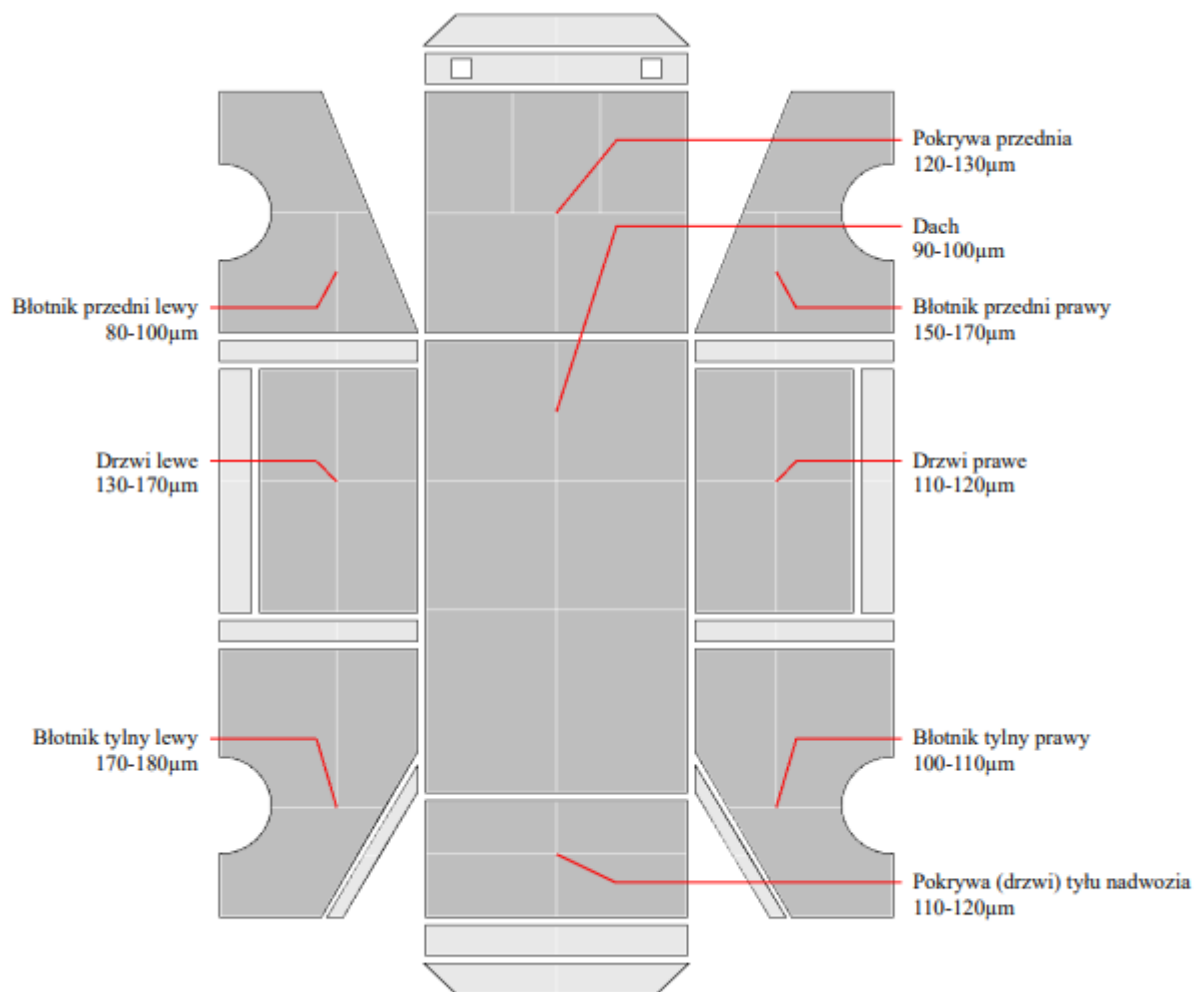 Pokrywa przednia
120-130µm
Dach
90-100µm
Błotnik przedni lewy
80-100µm
Błotnik przedni prawy
150-170µm
Drzwi lewe
130-170µm
Drzwi prawe
110-120µm
Błotnik tylny lewy
170-180µm
Błotnik tylny prawy
100-110µm
Pokrywa (drzwi) tyłu nadwozia
110-120µm